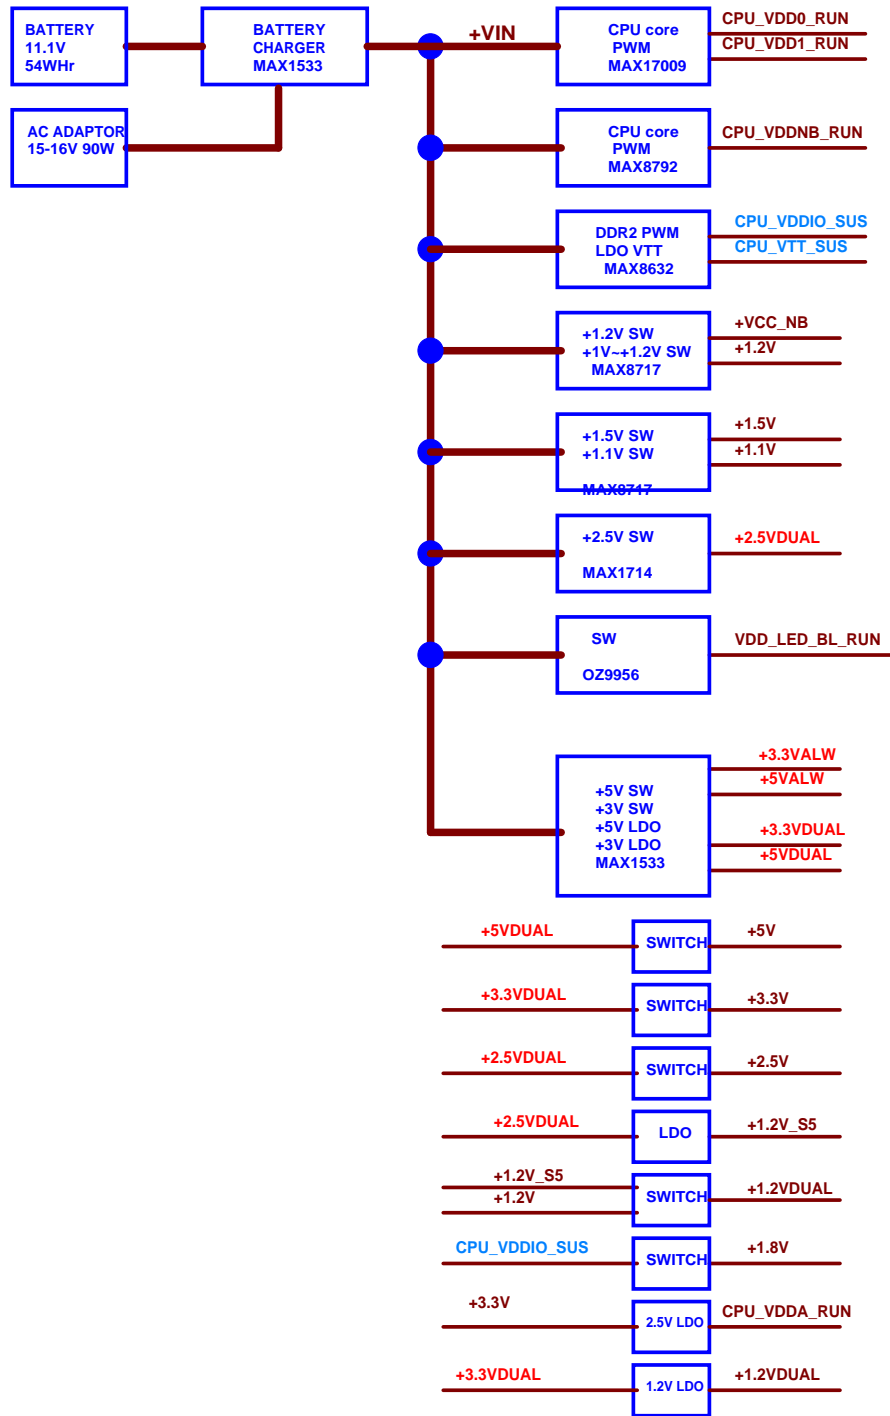 BATTERY
11.1V
54WHr
BATTERY
CHARGER
MAX1533
+VIN
CPU core
PWM
MAX17009
CPU_VDD0_RUN
CPU_VDD1_RUN
AC ADAPTOR
15-16V 90W
CPU core
PWM
MAX8792
CPU_VDDNB_RUN
DDR2 PWM
LDO VTT
MAX8632
CPU_VDDIO_SUS
CPU_VTT_SUS
+1.2V SW
+1V~+1.2V SW
MAX8717
+VCC_NB
+1.2V
+1.5V SW
+1.1V SW
MAX8717
+1.5V
+1.1V
+2.5V SW
MAX1714
+2.5VDUAL
SW
OZ9956
VDD_LED_BL_RUN
+5V SW
+3V SW
+5V LDO
+3V LDO
MAX1533
+3.3VALW
+5VALW
+3.3VDUAL
+5VDUAL
+5VDUAL
SWITCH
+5V
+3.3VDUAL
SWITCH
+3.3V
+2.5VDUAL
SWITCH
+2.5V
+2.5VDUAL
LDO
+1.2V_S5
+1.2V_S5
+1.2V
SWITCH
+1.2VDUAL
CPU_VDDIO_SUS
SWITCH
+1.8V
+3.3V
2.5V LDO
CPU_VDDA_RUN
+3.3VDUAL
1.2V LDO
+1.2VDUAL